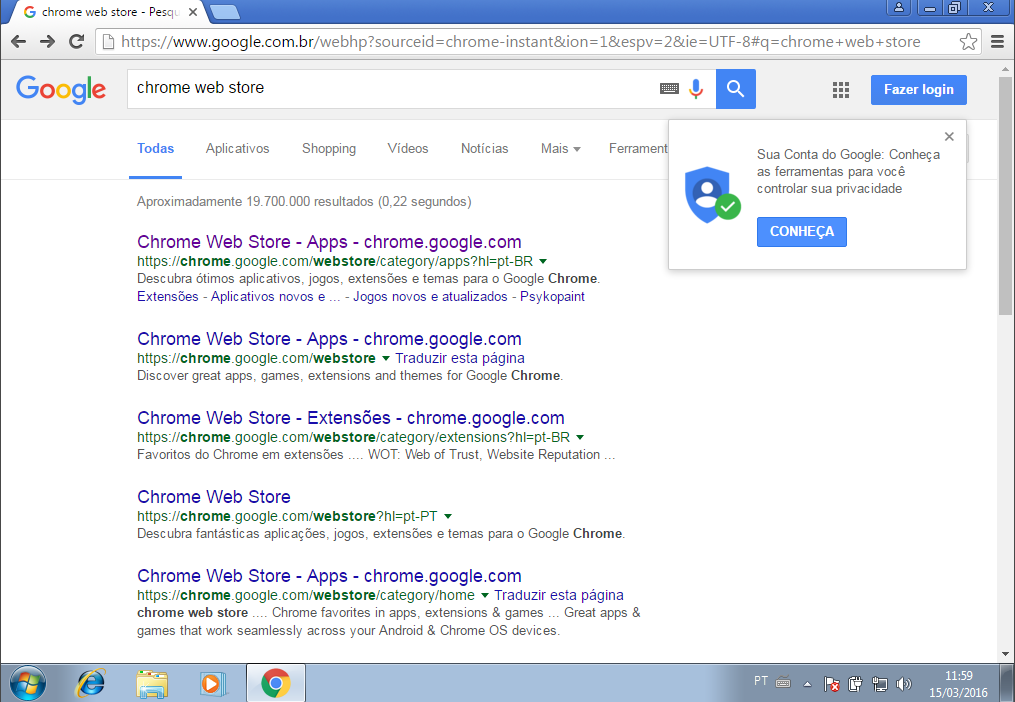 chrome web store - Pesqu
https://www.google.com.br/webhp?sourceid=chrome-instant&ion=1&espv=2&ie=UTF-8#q=chrome+web+store
Google
chrome web store
Fazer login
Todas Aplicativos Shopping Vídeos Notícias Mais Ferrament
Sua Conta do Google: Conheça
as ferramentas para você
controlar sua privacidade
CONHEÇA
Aproximadamente 19.700.000 resultados (0,22 segundos)
Chrome Web Store - Apps - chrome.google.com
https://chrome.google.com/webstore/category/apps?hl=pt-BR
Descubra ótimos aplicativos, jogos, extensões e temas para o Google Chrome.
Extensões - Aplicativos novos e ... - Jogos novos e atualizados - Psykopaint
Chrome Web Store - Apps - chrome.google.com
https://chrome.google.com/webstore Traduzir esta página
Discover great apps, games, extensions and themes for Google Chrome.
Chrome Web Store - Extensões - chrome.google.com
https://chrome.google.com/webstore/category/extensions?hl=pt-BR
Favoritos do Chrome em extensões .... WOT: Web of Trust, Website Reputation ...
Chrome Web Store
https://chrome.google.com/webstore?hl=pt-PT
Descubra fantásticas aplicações, jogos, extensões e temas para o Google Chrome.
Chrome Web Store - Apps - chrome.google.com
https://chrome.google.com/webstore/category/home Traduzir esta página
chrome web store .... Chrome favorites in apps, extensions & games ... Great apps &
games that work seamlessly across your Android & Chrome OS devices.
PT
11:59
15/03/2016